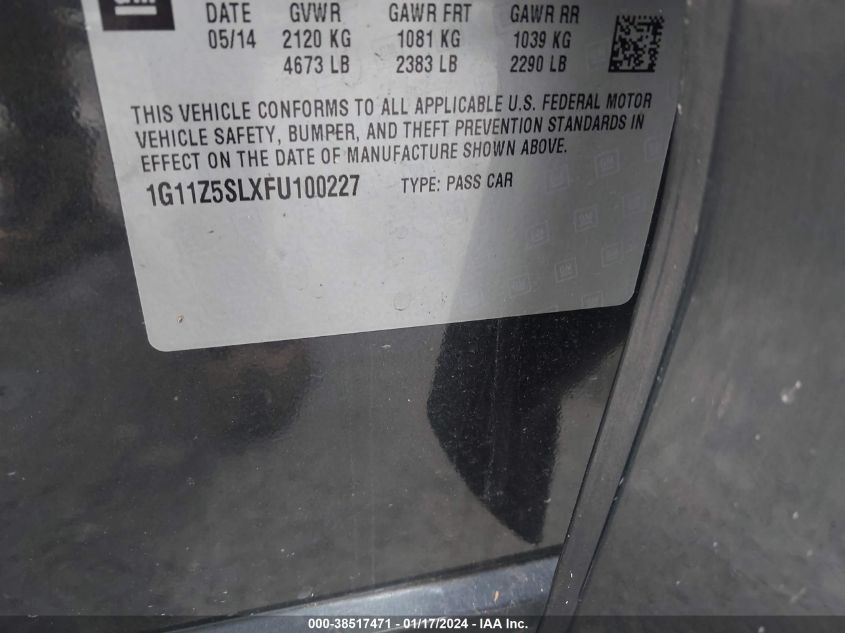 GM
DATE GVWR GAWR FRT GAWR RR
05/14 2120 KG 1081 KG 1039 KG
4673 LB 2383 LB 2290 LB
THIS VEHICLE CONFORMS TO ALL APPLICABLE U.S. FEDERAL MOTOR
VEHICLE SAFETY, BUMPER, AND THEFT PREVENTION STANDARDS IN
EFFECT ON THE DATE OF MANUFACTURE SHOWN ABOVE.
1G11Z5SLXFU100227 TYPE: PASS CAR
000-38517471 - 01/17/2024 - IAA Inc.